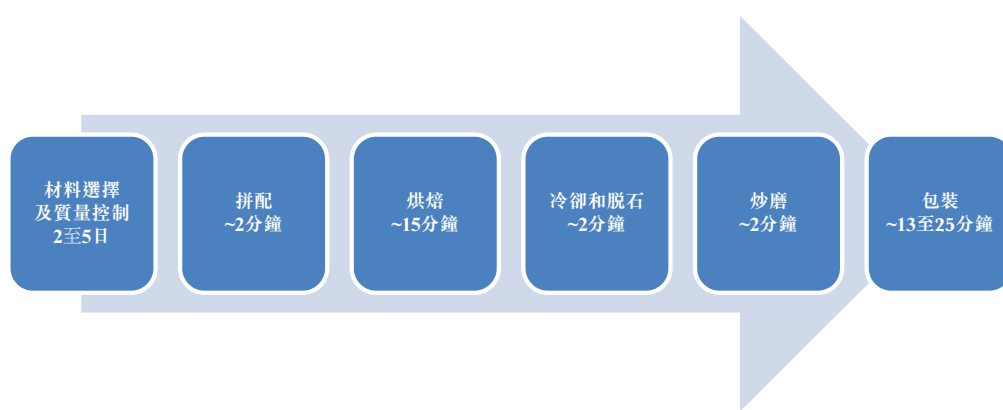 材料選擇
及質量控制
2至5日
拼配
~2分鐘
烘焙
~15分鐘
冷卻和脱石
~2分鐘
炒磨
~2分鐘
包裝
~13至25分鐘